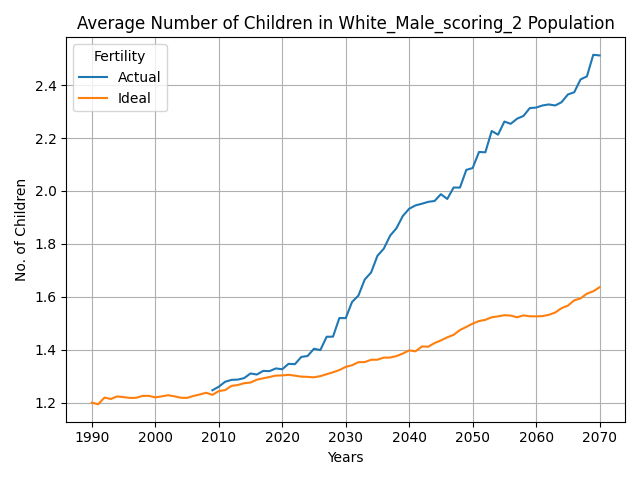 Average Number of Children in White_Male_scoring_2 Population
Fertility
Actual
Ideal
No. of Children
2.4
2.2
2.0
1.8
1.6
1.4
1.2
1990 2000 2010 2020 2030 2040 2050 2060 2070
Years